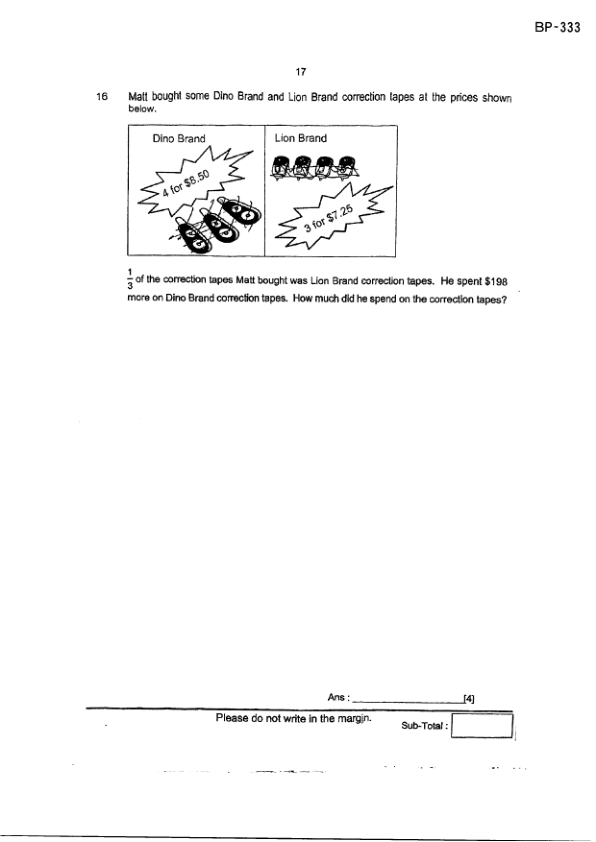 BP-333
17
16 Matt bought some Dino Brand and Lion Brand correction tapes at the prices shown
below.
Dino Brand
Lion Brand
4 for $8.50
3 for $7.25
1/3 of the correction tapes Matt bought was Lion Brand correction tapes. He spent $198
more on Dino Brand correction tapes. How much did he spend on the correction tapes?
Ans : ____________________[4]
Please do not write in the margin.
Sub-Total :